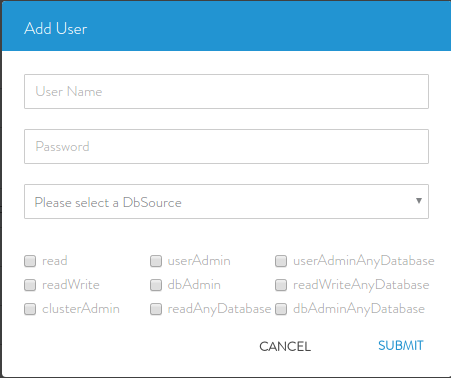 Add User
User Name
Password
Please select a DbSource
read userAdmin userAdminAnyDatabase
readWrite dbAdmin readWriteAnyDatabase
clusterAdmin readAnyDatabase dbAdminAnyDatabase
CANCEL SUBMIT